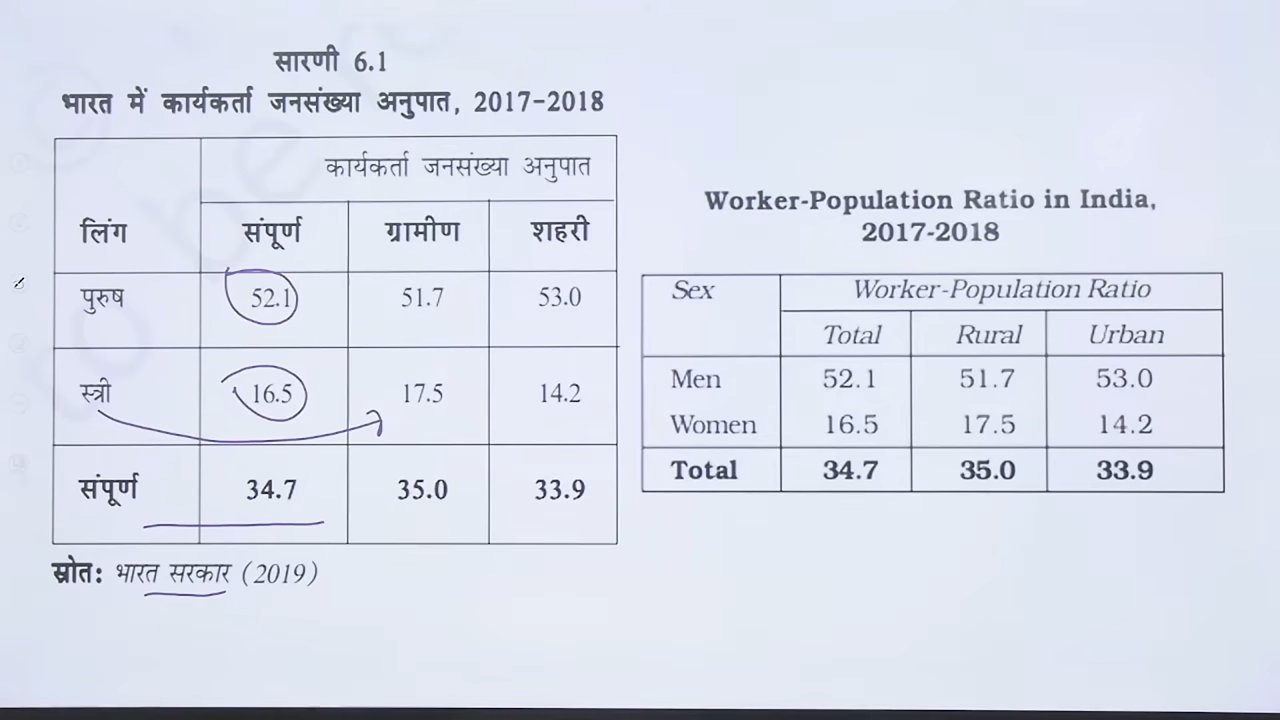 सारणी 6.1
भारत में कार्यकर्ता जनसंख्या अनुपात, 2017-2018
कार्यकर्ता जनसंख्या अनुपात
लिंग संपूर्ण ग्रामीण शहरी
पुरुष 52.1 51.7 53.0
स्त्री 16.5 17.5 14.2
संपूर्ण 34.7 35.0 33.9
स्रोत: भारत सरकार (2019)
Worker-Population Ratio in India,
2017-2018
Sex Worker-Population Ratio
Total Rural Urban
Men 52.1 51.7 53.0
Women 16.5 17.5 14.2
Total 34.7 35.0 33.9